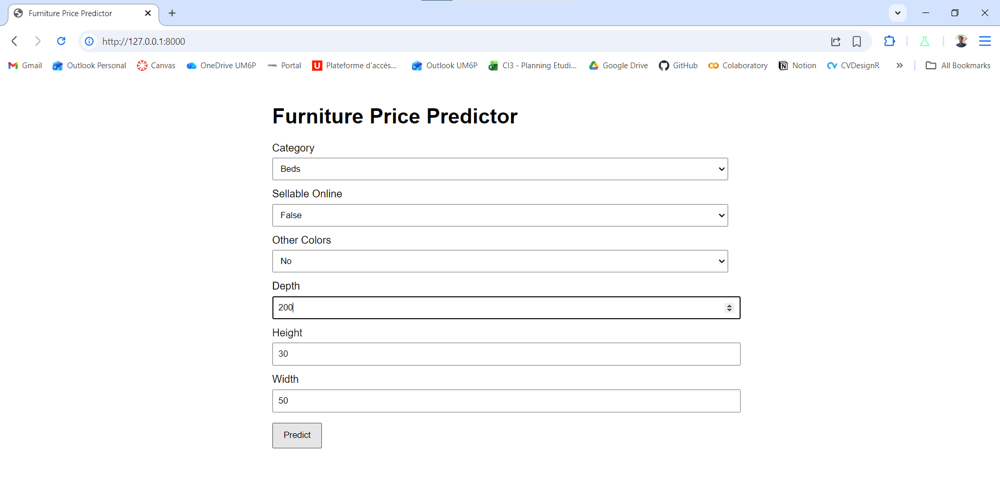 Furniture Price Predictor
http://127.0.0.1:8000
Gmail Outlook Personal Canvas OneDrive UM6P Portal Plateforme d'accès... Outlook UM6P CI3 - Planning Etudi... Google Drive GitHub Colaboratory Notion CVDesignR All Bookmarks
Furniture Price Predictor
Category
Beds
Sellable Online
False
Other Colors
No
Depth
200
Height
30
Width
50
Predict